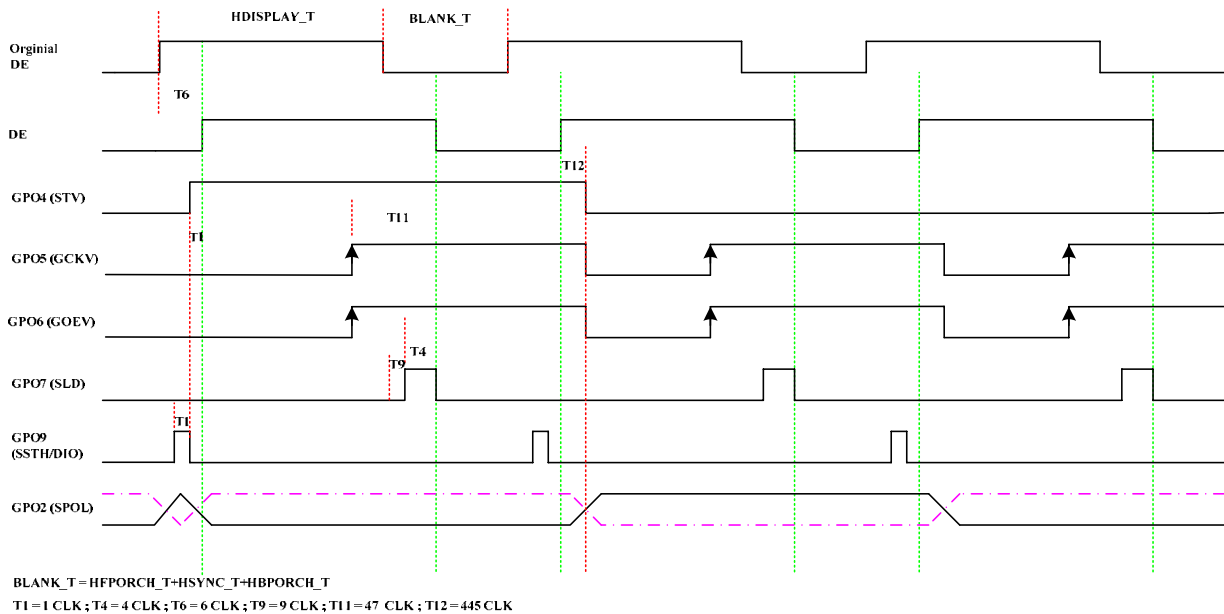 HDISPLAY_T
BLANK_T
Orginial
DE
T6
DE
T12
GPO4 (STV)
T1
T11
GPO5 (GCKV)
GPO6 (GOEV)
T4
T9
GPO7 (SLD)
T1
GPO9
(SSTH/DIO)
GPO2 (SPOL)
BLANK_T = HFPORCH_T+HSYNC_T+HBPORCH_T
T1 = 1 CLK ; T4 = 4 CLK ; T6 = 6 CLK ; T9 = 9 CLK ; T11 = 47 CLK ; T12 = 445 CLK